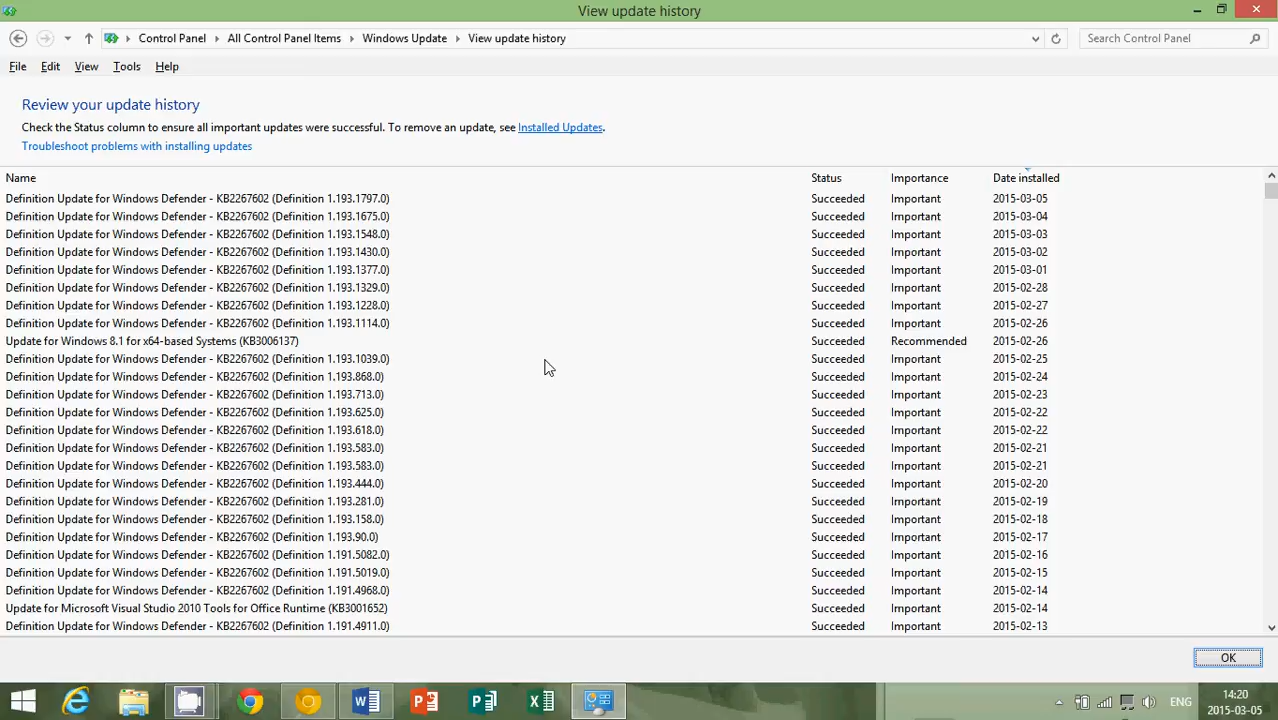 View update history
Control Panel All Control Panel Items Windows Update View update history Search Control Panel
File Edit View Tools Help
Review your update history
Check the Status column to ensure all important updates were successful. To remove an update, see Installed Updates.
Troubleshoot problems with installing updates
Name Status Importance Date installed
Definition Update for Windows Defender - KB2267602 (Definition 1.193.1797.0) Succeeded Important 2015-03-05
Definition Update for Windows Defender - KB2267602 (Definition 1.193.1675.0) Succeeded Important 2015-03-04
Definition Update for Windows Defender - KB2267602 (Definition 1.193.1548.0) Succeeded Important 2015-03-03
Definition Update for Windows Defender - KB2267602 (Definition 1.193.1430.0) Succeeded Important 2015-03-02
Definition Update for Windows Defender - KB2267602 (Definition 1.193.1377.0) Succeeded Important 2015-03-01
Definition Update for Windows Defender - KB2267602 (Definition 1.193.1329.0) Succeeded Important 2015-02-28
Definition Update for Windows Defender - KB2267602 (Definition 1.193.1228.0) Succeeded Important 2015-02-27
Definition Update for Windows Defender - KB2267602 (Definition 1.193.1114.0) Succeeded Important 2015-02-26
Update for Windows 8.1 for x64-based Systems (KB3006137) Succeeded Recommended 2015-02-26
Definition Update for Windows Defender - KB2267602 (Definition 1.193.1039.0) Succeeded Important 2015-02-25
Definition Update for Windows Defender - KB2267602 (Definition 1.193.868.0) Succeeded Important 2015-02-24
Definition Update for Windows Defender - KB2267602 (Definition 1.193.713.0) Succeeded Important 2015-02-23
Definition Update for Windows Defender - KB2267602 (Definition 1.193.625.0) Succeeded Important 2015-02-22
Definition Update for Windows Defender - KB2267602 (Definition 1.193.618.0) Succeeded Important 2015-02-22
Definition Update for Windows Defender - KB2267602 (Definition 1.193.583.0) Succeeded Important 2015-02-21
Definition Update for Windows Defender - KB2267602 (Definition 1.193.583.0) Succeeded Important 2015-02-21
Definition Update for Windows Defender - KB2267602 (Definition 1.193.444.0) Succeeded Important 2015-02-20
Definition Update for Windows Defender - KB2267602 (Definition 1.193.281.0) Succeeded Important 2015-02-19
Definition Update for Windows Defender - KB2267602 (Definition 1.193.158.0) Succeeded Important 2015-02-18
Definition Update for Windows Defender - KB2267602 (Definition 1.193.90.0) Succeeded Important 2015-02-17
Definition Update for Windows Defender - KB2267602 (Definition 1.191.5082.0) Succeeded Important 2015-02-16
Definition Update for Windows Defender - KB2267602 (Definition 1.191.5019.0) Succeeded Important 2015-02-15
Definition Update for Windows Defender - KB2267602 (Definition 1.191.4968.0) Succeeded Important 2015-02-14
Update for Microsoft Visual Studio 2010 Tools for Office Runtime (KB3001652) Succeeded Important 2015-02-14
Definition Update for Windows Defender - KB2267602 (Definition 1.191.4911.0) Succeeded Important 2015-02-13
OK
ENG 14:20
2015-03-05